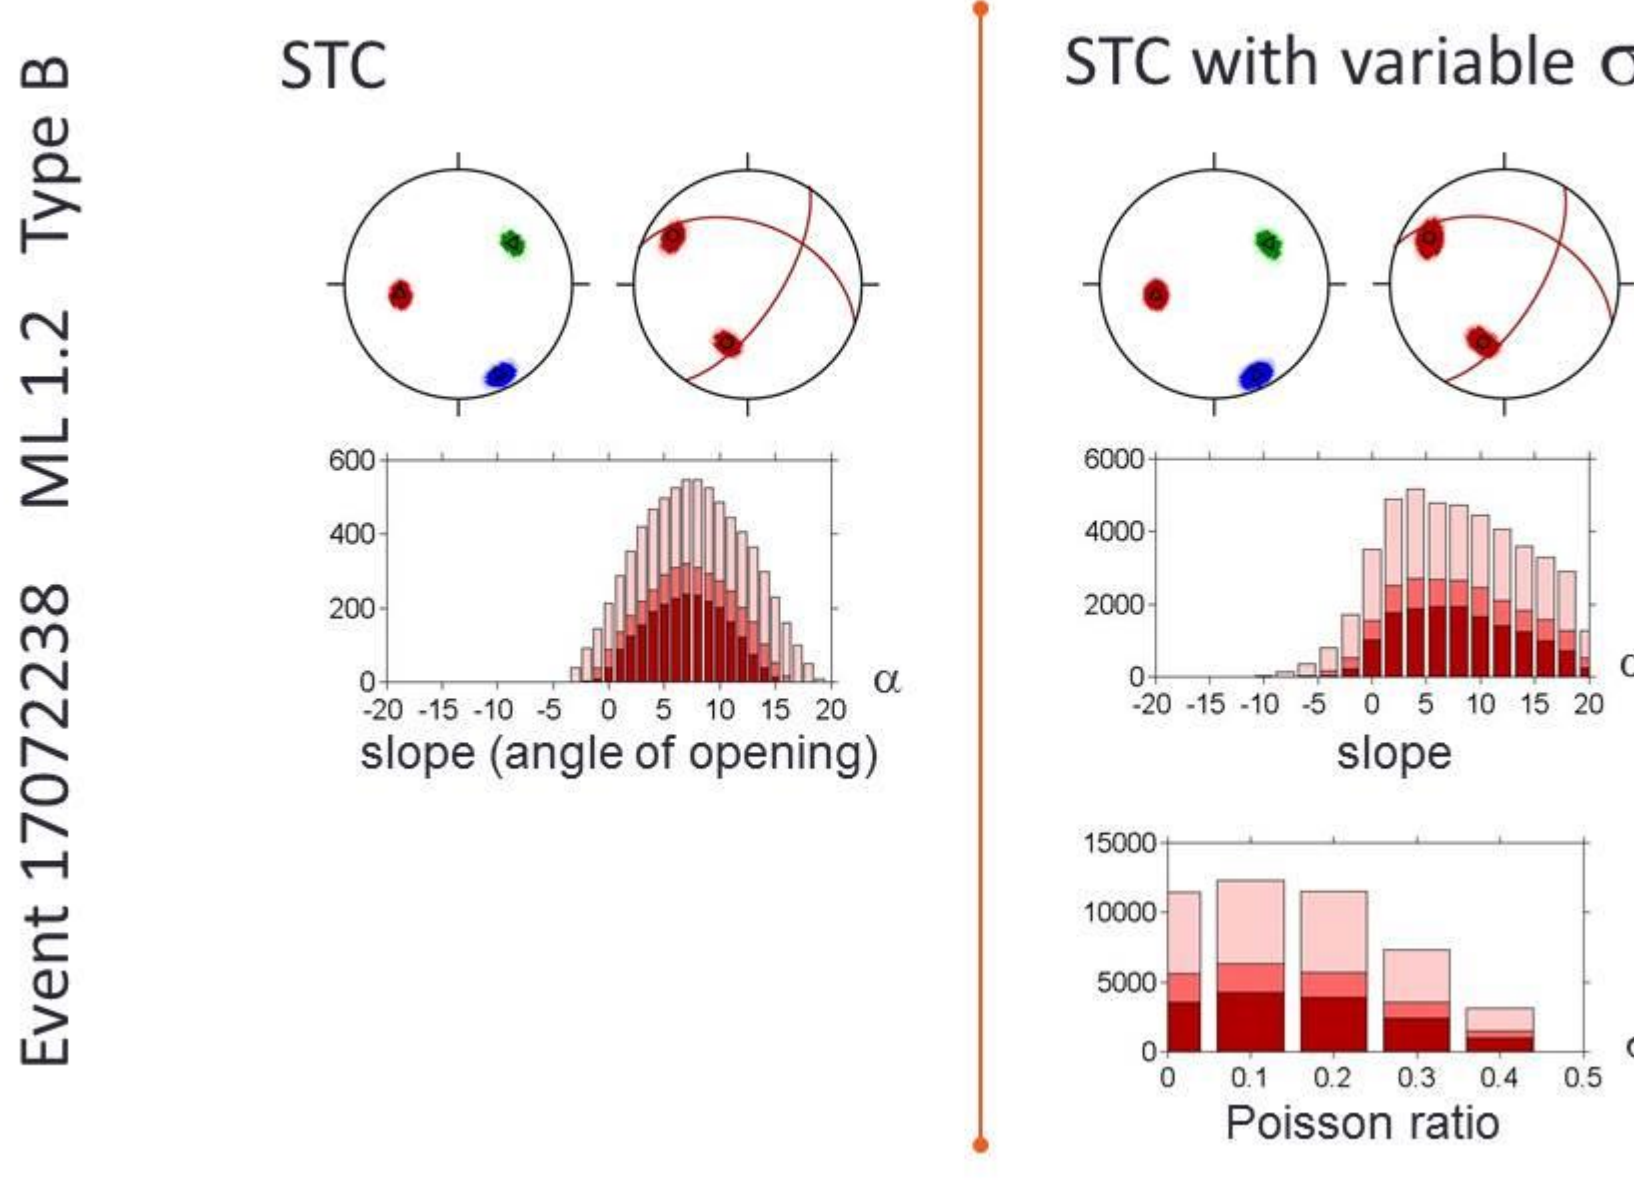 Event 17072238 ML 1.2 Type B
STC
600
400
200
0
-20 -15 -10 -5 0 5 10 15 20
α
slope (angle of opening)
STC with variable σ
6000
4000
2000
0
-20 -15 -10 -5 0 5 10 15 20
slope
15000
10000
5000
0
0 0.1 0.2 0.3 0.4 0.5
Poisson ratio